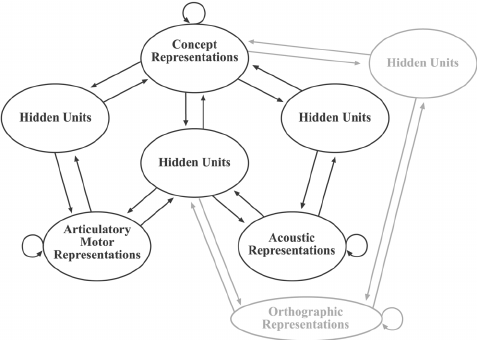 Concept
Representations
Hidden Units
Hidden Units
Hidden Units
Hidden Units
Articulatory
Motor
Representations
Acoustic
Representations
Orthographic
Representations